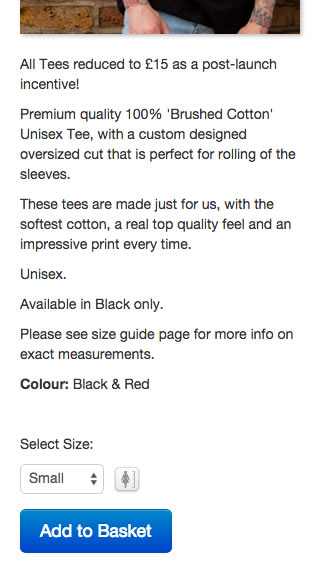 All Tees reduced to £15 as a post-launch
incentive!
Premium quality 100% 'Brushed Cotton'
Unisex Tee, with a custom designed
oversized cut that is perfect for rolling of the
sleeves.
These tees are made just for us, with the
softest cotton, a real top quality feel and an
impressive print every time.
Unisex.
Available in Black only.
Please see size guide page for more info on
exact measurements.
Colour: Black & Red
Select Size:
Small
Add to Basket